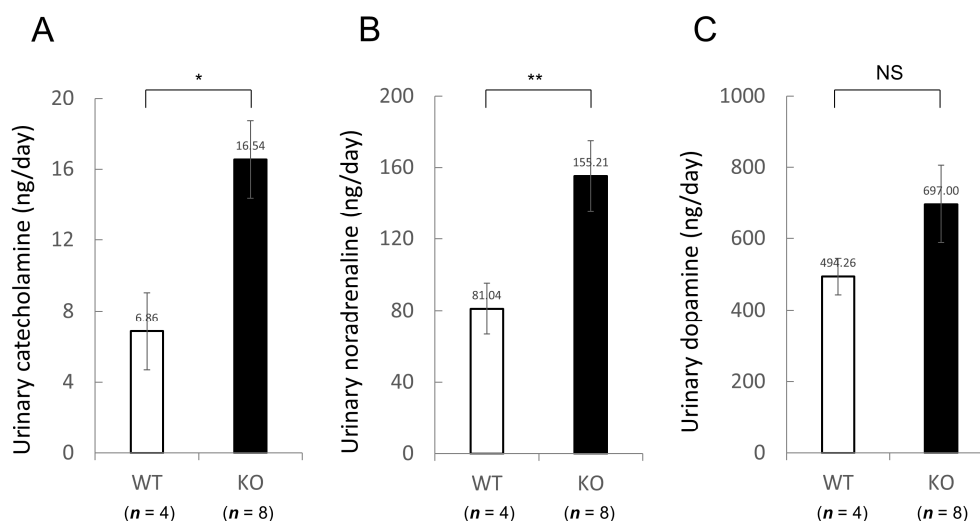 A
*
Urinary catecholamine (ng/day)
20
16
12
8
4
0
6.86
16.54
WT
KO
(n = 4)
(n = 8)
B
**
Urinary noradrenaline (ng/day)
200
160
120
80
40
0
81.04
155.21
WT
KO
(n = 4)
(n = 8)
C
NS
Urinary dopamine (ng/day)
1000
800
600
400
200
0
494.26
697.00
WT
KO
(n = 4)
(n = 8)